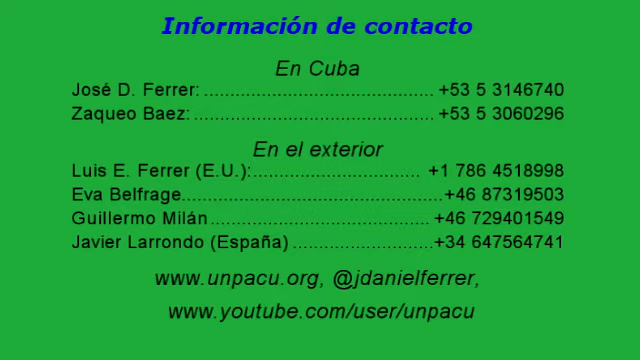 Información de contacto
En Cuba
José D. Ferrer: ............................................ +53 5 3146740
Zaqueo Baez: .............................................. +53 5 3060296
En el exterior
Luis E. Ferrer (E.U.):................................ +1 786 4518998
Eva Belfrage..................................................+46 87319503
Guillermo Milán.......................................... +46 729401549
Javier Larrondo (España) ...........................+34 647564741
www.unpacu.org, @jdanielferrer,
www.youtube.com/user/unpacu